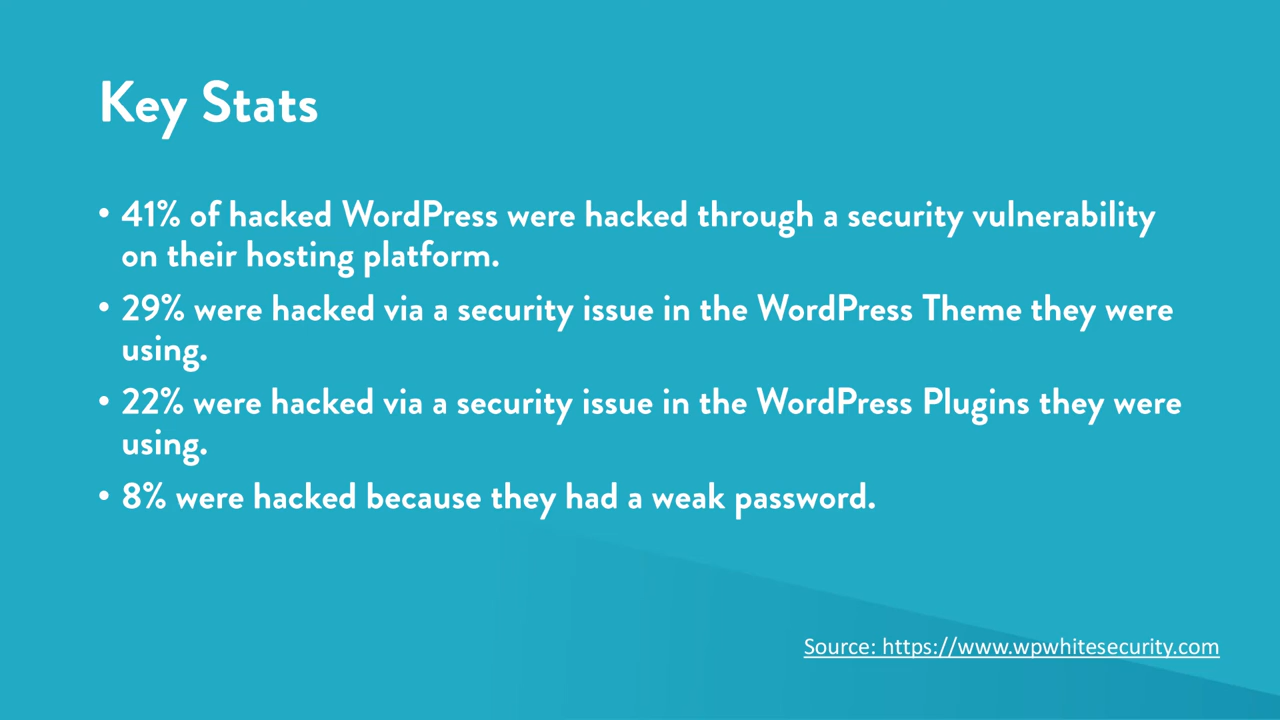 Key Stats
• 41% of hacked WordPress were hacked through a security vulnerability
on their hosting platform.
• 29% were hacked via a security issue in the WordPress Theme they were
using.
• 22% were hacked via a security issue in the WordPress Plugins they were
using.
• 8% were hacked because they had a weak password.
Source: https://www.wpwhitesecurity.com